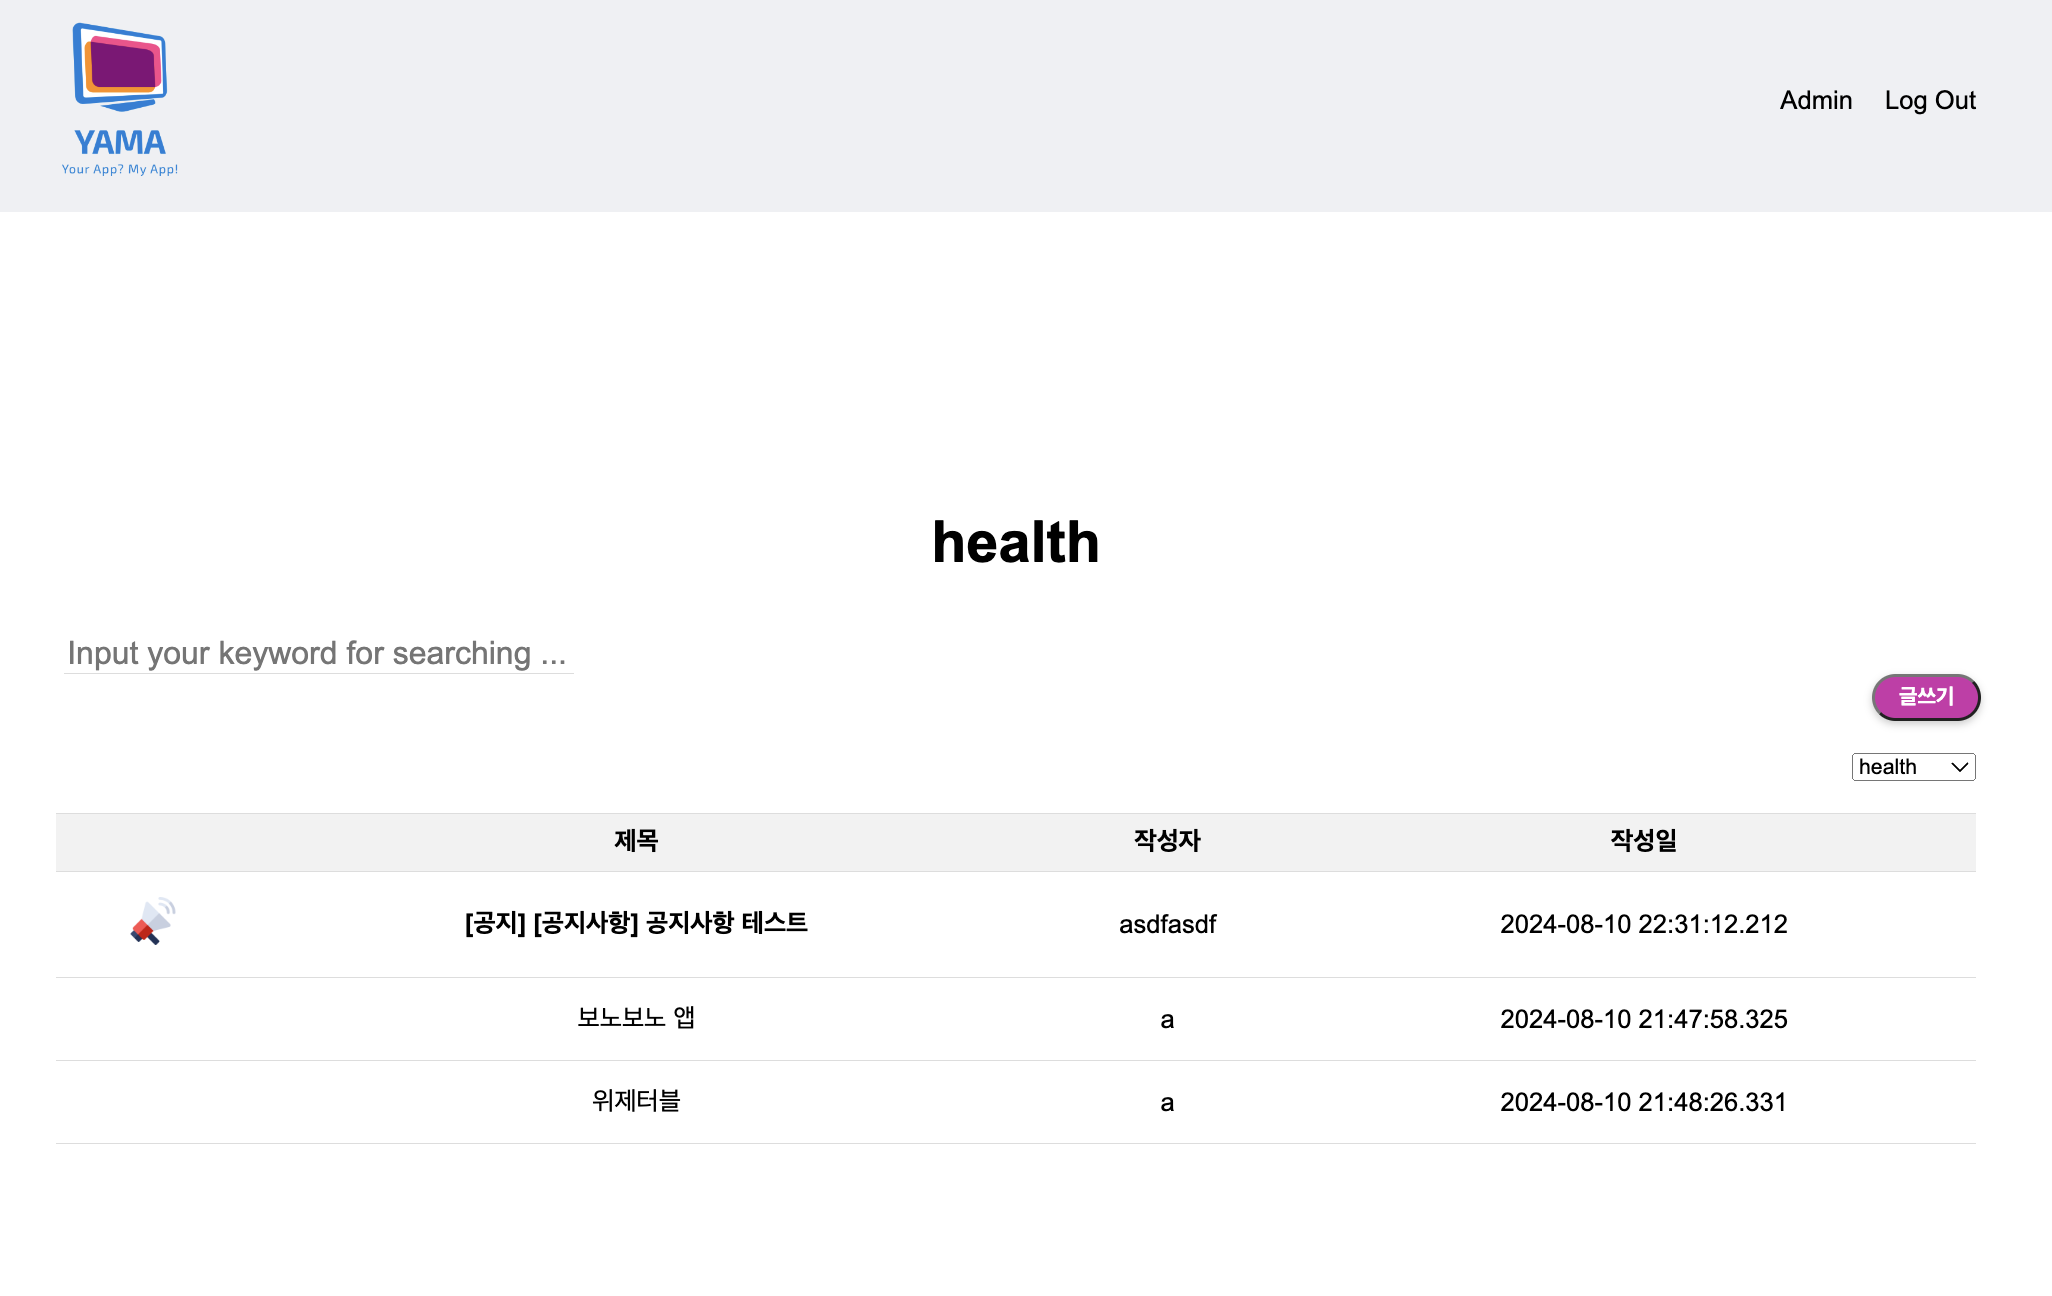 YAMA
Your App? My App!
Admin Log Out
health
Input your keyword for searching ...
글쓰기
health
제목 작성자 작성일
[공지] [공지사항] 공지사항 테스트 asdfasdf 2024-08-10 22:31:12.212
보노보노 앱 a 2024-08-10 21:47:58.325
위제터블 a 2024-08-10 21:48:26.331